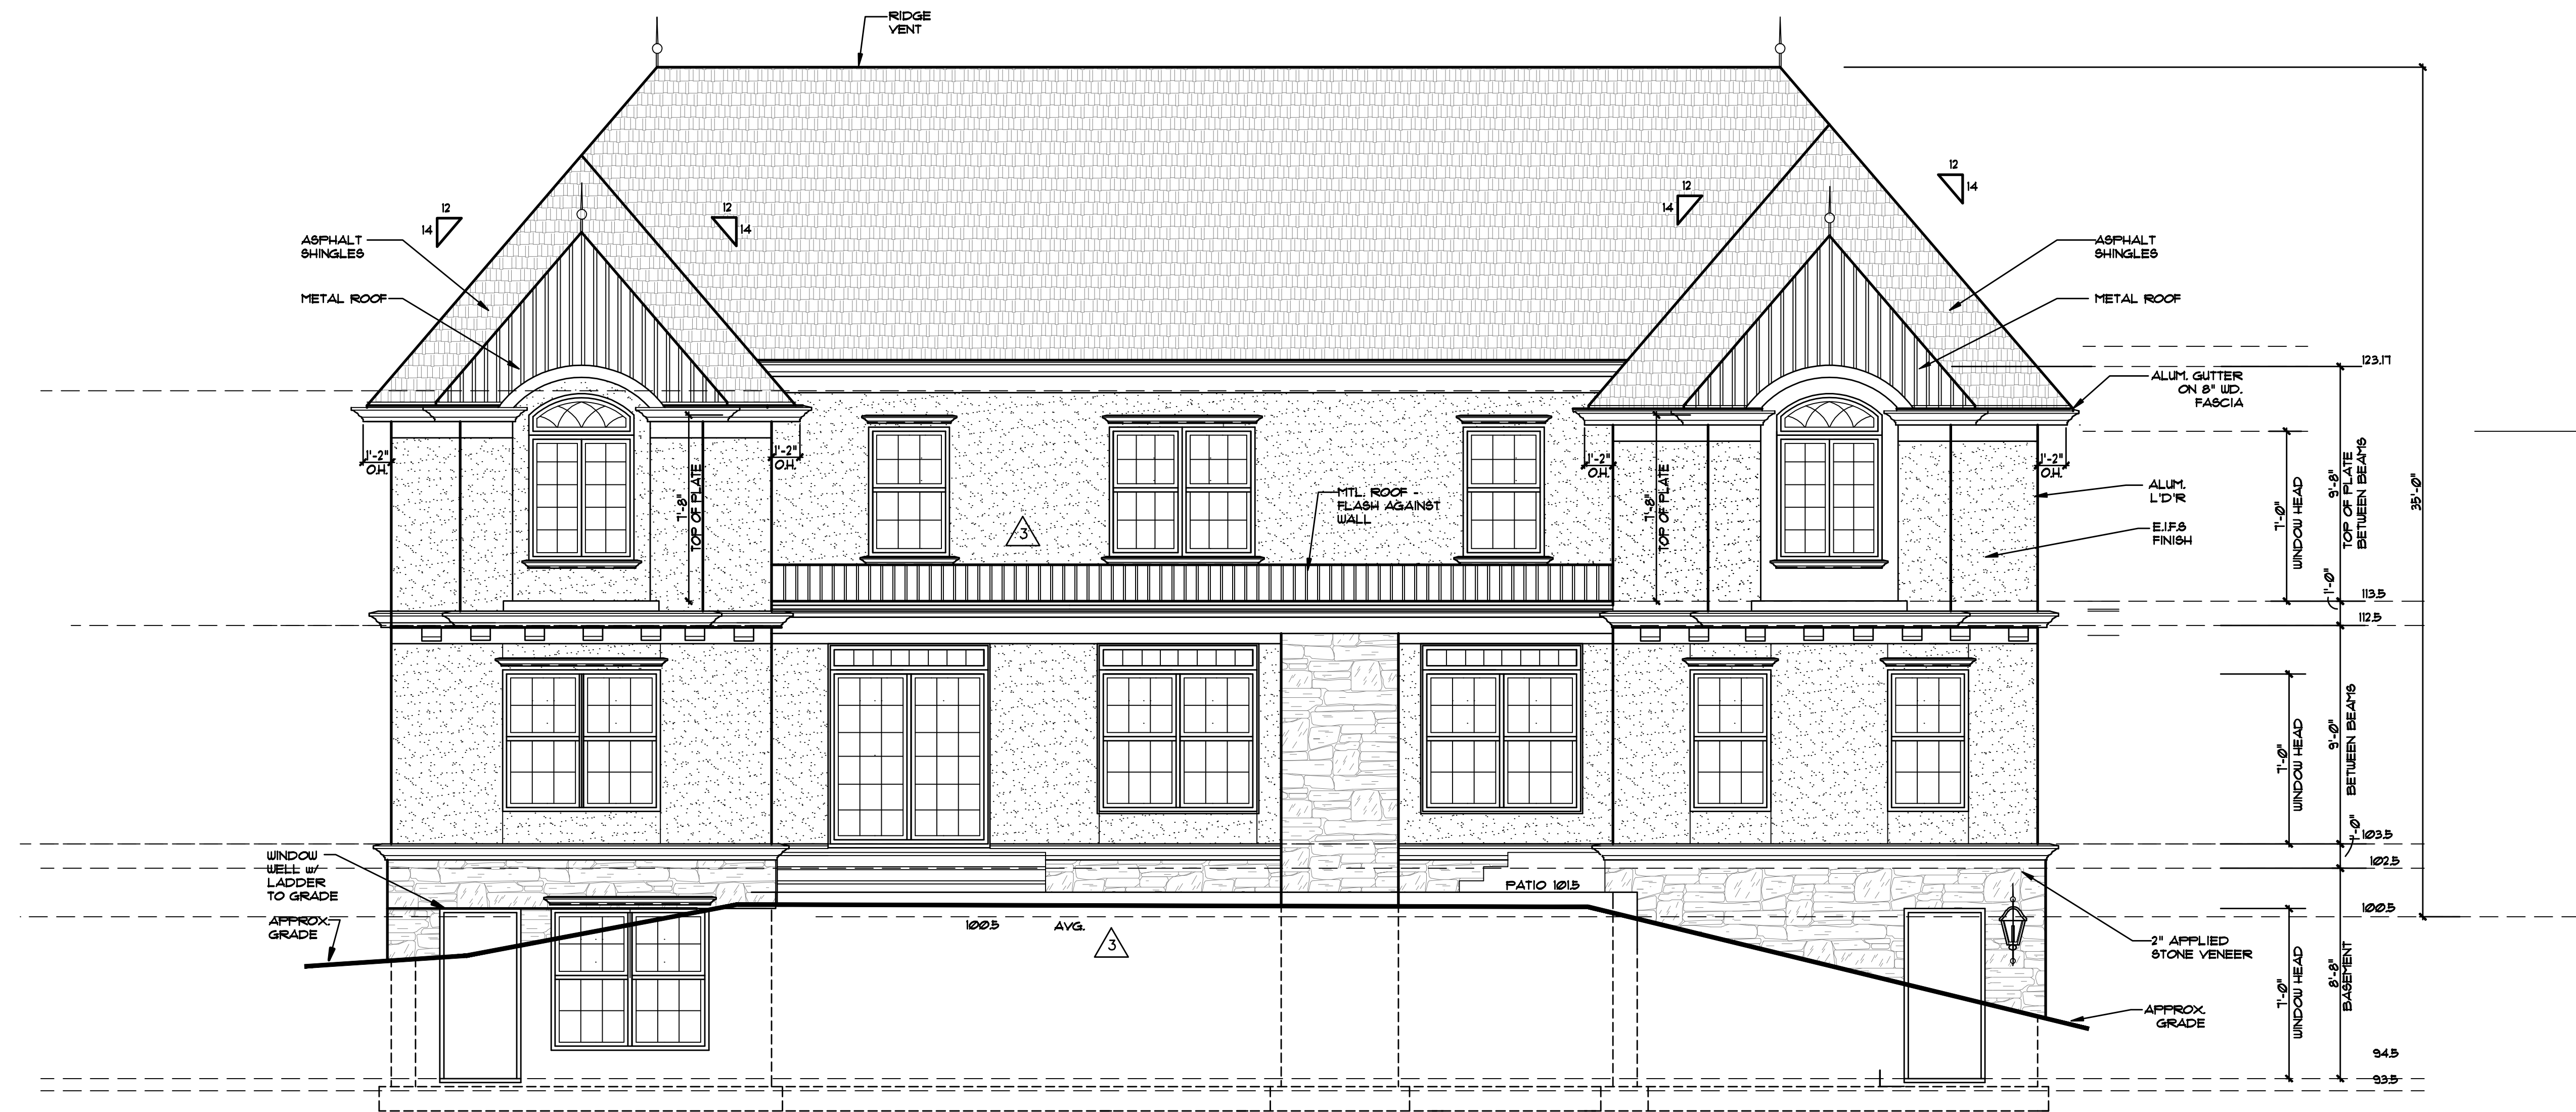 RIDGE
VENT
12
14
12
14
12
14
12
14
ASPHALT
SHINGLES
METAL ROOF
ASPHALT
SHINGLES
METAL ROOF
123.17
ALUM. GUTTER
ON 8" WD.
FASCIA
1'-2"
O.H.
1'-2"
O.H.
1'-2"
O.H.
1'-2"
O.H.
7'-8"
TOP OF PLATE
7'-8"
TOP OF PLATE
MTL. ROOF -
FLASH AGAINST
WALL
3
ALUM.
L'D'R
E.I.F.S
FINISH
7'-0"
WINDOW HEAD
9'-8"
TOP OF PLATE
BETWEEN BEAMS
35'-0"
1'-0"
113.5
112.5
7'-0"
WINDOW HEAD
9'-0"
BETWEEN BEAMS
1'-0"
103.5
102.5
WINDOW
WELL W/
LADDER
TO GRADE
APPROX.
GRADE
PATIO 101.5
100.5
AVG.
3
100.5
2" APPLIED
STONE VENEER
APPROX.
GRADE
7'-0"
WINDOW HEAD
8'-8"
BASEMENT
94.5
93.5